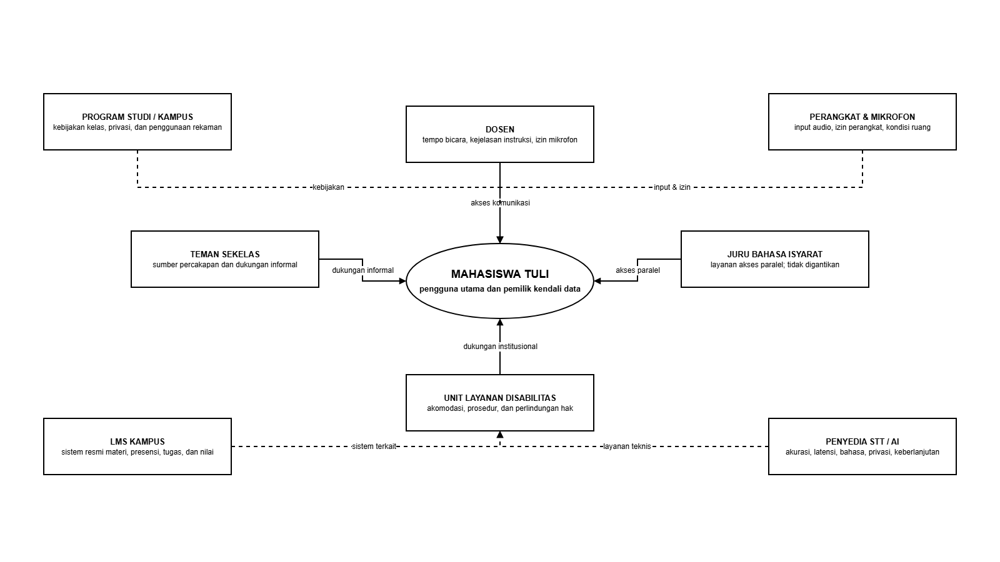 PROGRAM STUDI / KAMPUS
kebijakan kelas, privasi, dan penggunaan rekaman
DOSEN
tempo bicara, kejelasan instruksi, izin mikrofon
PERANGKAT & MIKROFON
input audio, izin perangkat, kondisi ruang
kebijakan
input & izin
akses komunikasi
TEMAN SEKELAS
sumber percakapan dan dukungan informal
dukungan informal
MAHASISWA TULI
pengguna utama dan pemilik kendali data
akses paralel
JURU BAHASA ISYARAT
layanan akses paralel; tidak digantikan
dukungan institusional
UNIT LAYANAN DISABILITAS
akomodasi, prosedur, dan perlindungan hak
LMS KAMPUS
sistem resmi materi, presensi, tugas, dan nilai
sistem terkait
layanan teknis
PENYEDIA STT / AI
akurasi, latensi, bahasa, privasi, keberlanjutan